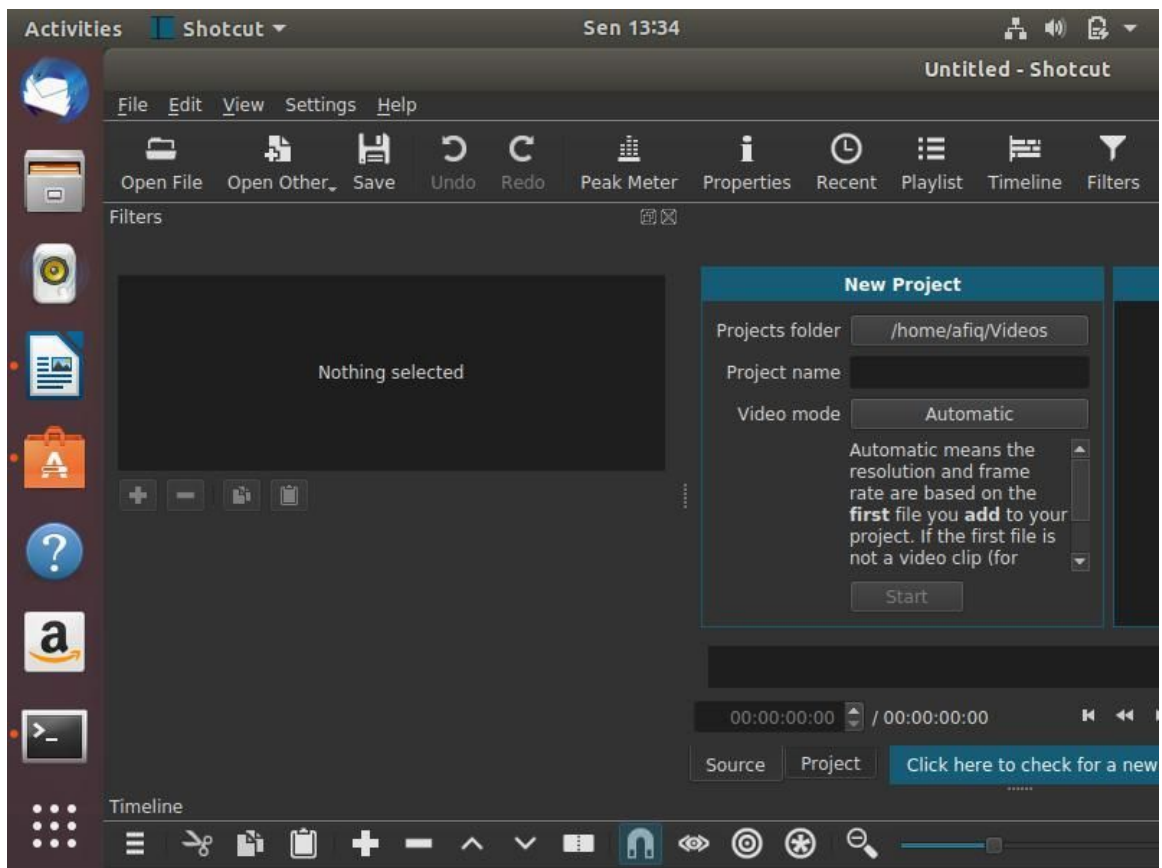 Activities Shotcut Sen 13:34
Untitled - Shotcut
File Edit View Settings Help
Open File Open Other Save Undo Redo Peak Meter Properties Recent Playlist Timeline Filters
Filters
New Project
Projects folder /home/afiq/Videos
Project name
Nothing selected
Video mode Automatic
Automatic means the
resolution and frame
rate are based on the
first file you add to your
project. If the first file is
not a video clip (for
Start
00:00:00:00 / 00:00:00:00
Source Project Click here to check for a new
Timeline